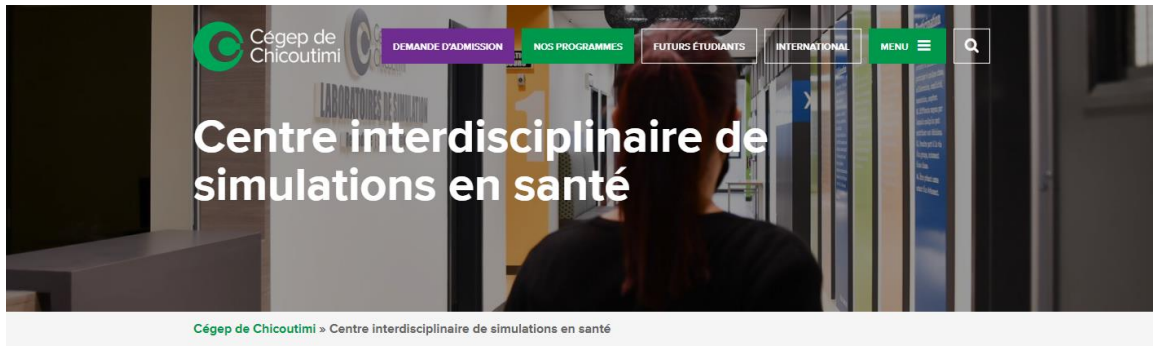 Cégep de
Chicoutimi
DEMANDE D'ADMISSION
NOS PROGRAMMES
FUTURS ÉTUDIANTS
INTERNATIONAL
MENU
LABORATOIRES DE SIMULATION
Centre interdisciplinaire de
simulations en santé
Cégep de Chicoutimi » Centre interdisciplinaire de simulations en santé